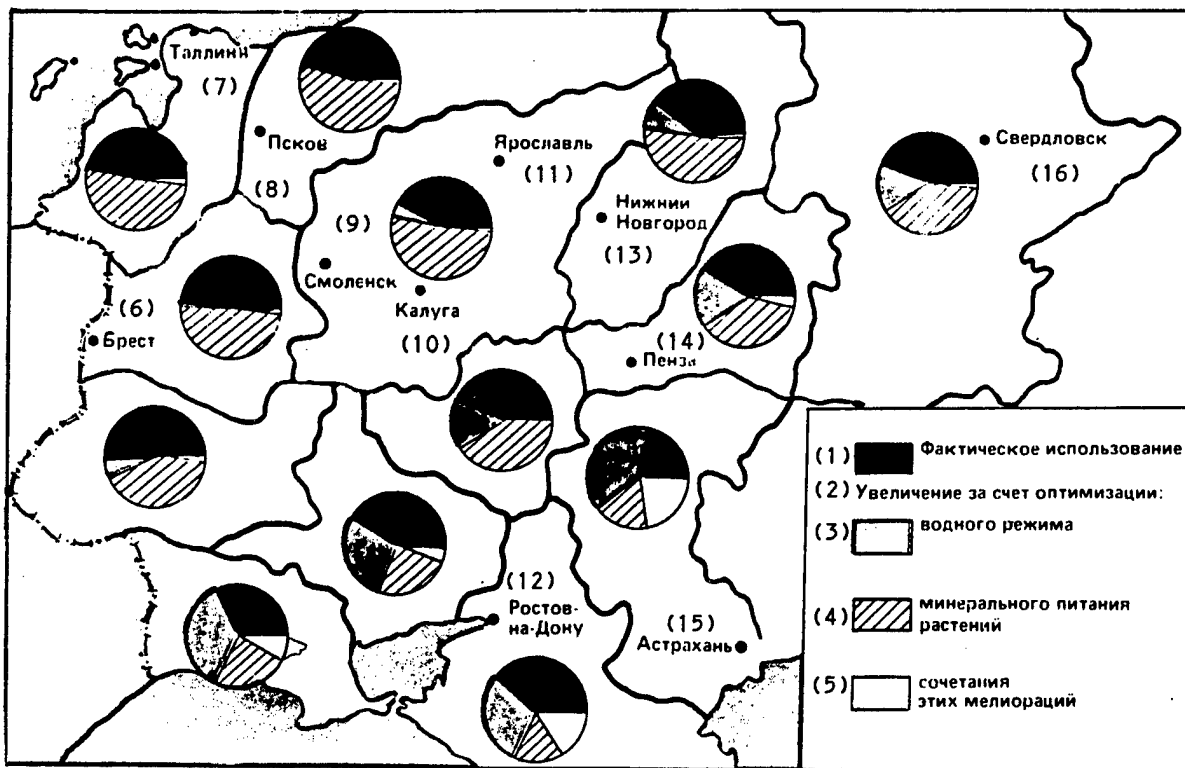 Таллинн
(7)
Псков
(8)
Ярославль
(11)
(9)
Смоленск
Калуга
(10)
Нижний
Новгород
(13)
Свердловск
(16)
(6)
Брест
(14)
Пенза
(12)
Ростов-
на-Дону
(15)
Астрахань
(1) Фактическое использование
(2) Увеличение за счет оптимизации:
(3) водного режима
(4) минерального питания
растений
(5) сочетания
этих мелиораций